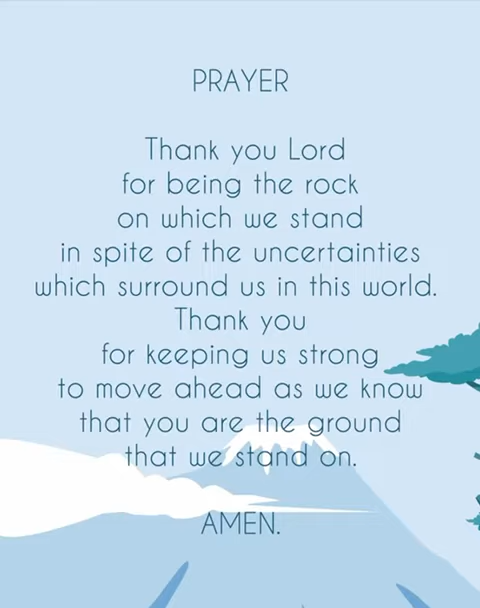 PRAYER
Thank you Lord
for being the rock
on which we stand
in spite of the uncertainties
which surround us in this world.
Thank you
for keeping us strong
to move ahead as we know
that you are the ground
that we stand on.
AMEN.